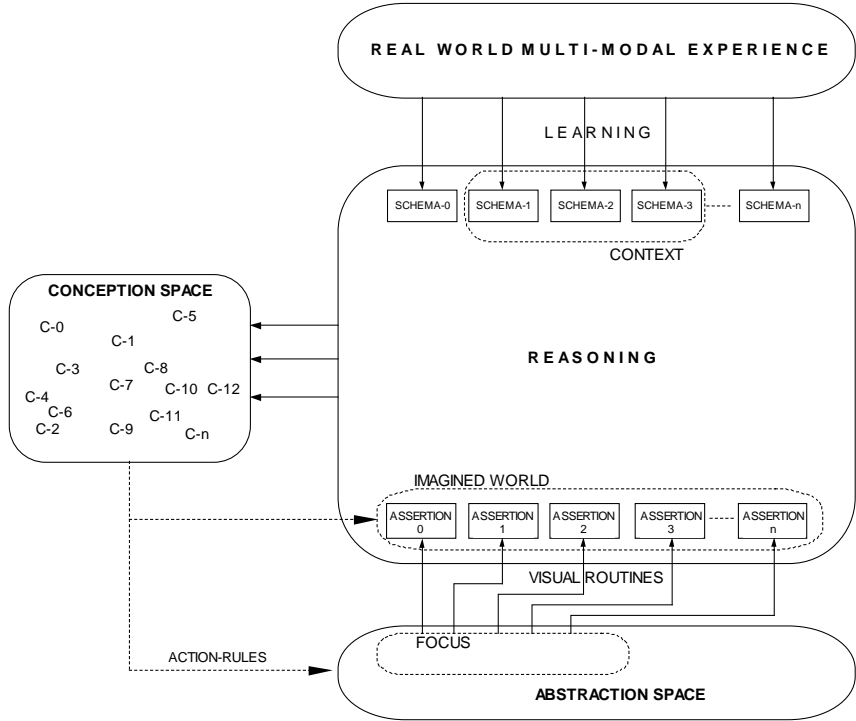 REAL WORLD MULTI-MODAL EXPERIENCE
LEARNING
SCHEMA-0
SCHEMA-1
SCHEMA-2
SCHEMA-3
SCHEMA-n
CONTEXT
CONCEPTION SPACE
C-5
C-0
C-1
C-3
C-8
C-7
C-10
C-12
C-4
C-6
C-11
C-2
C-9
C-n
REASONING
IMAGINED WORLD
ASSERTION
0
ASSERTION
1
ASSERTION
2
ASSERTION
3
ASSERTION
n
VISUAL ROUTINES
FOCUS
ACTION-RULES
ABSTRACTION SPACE